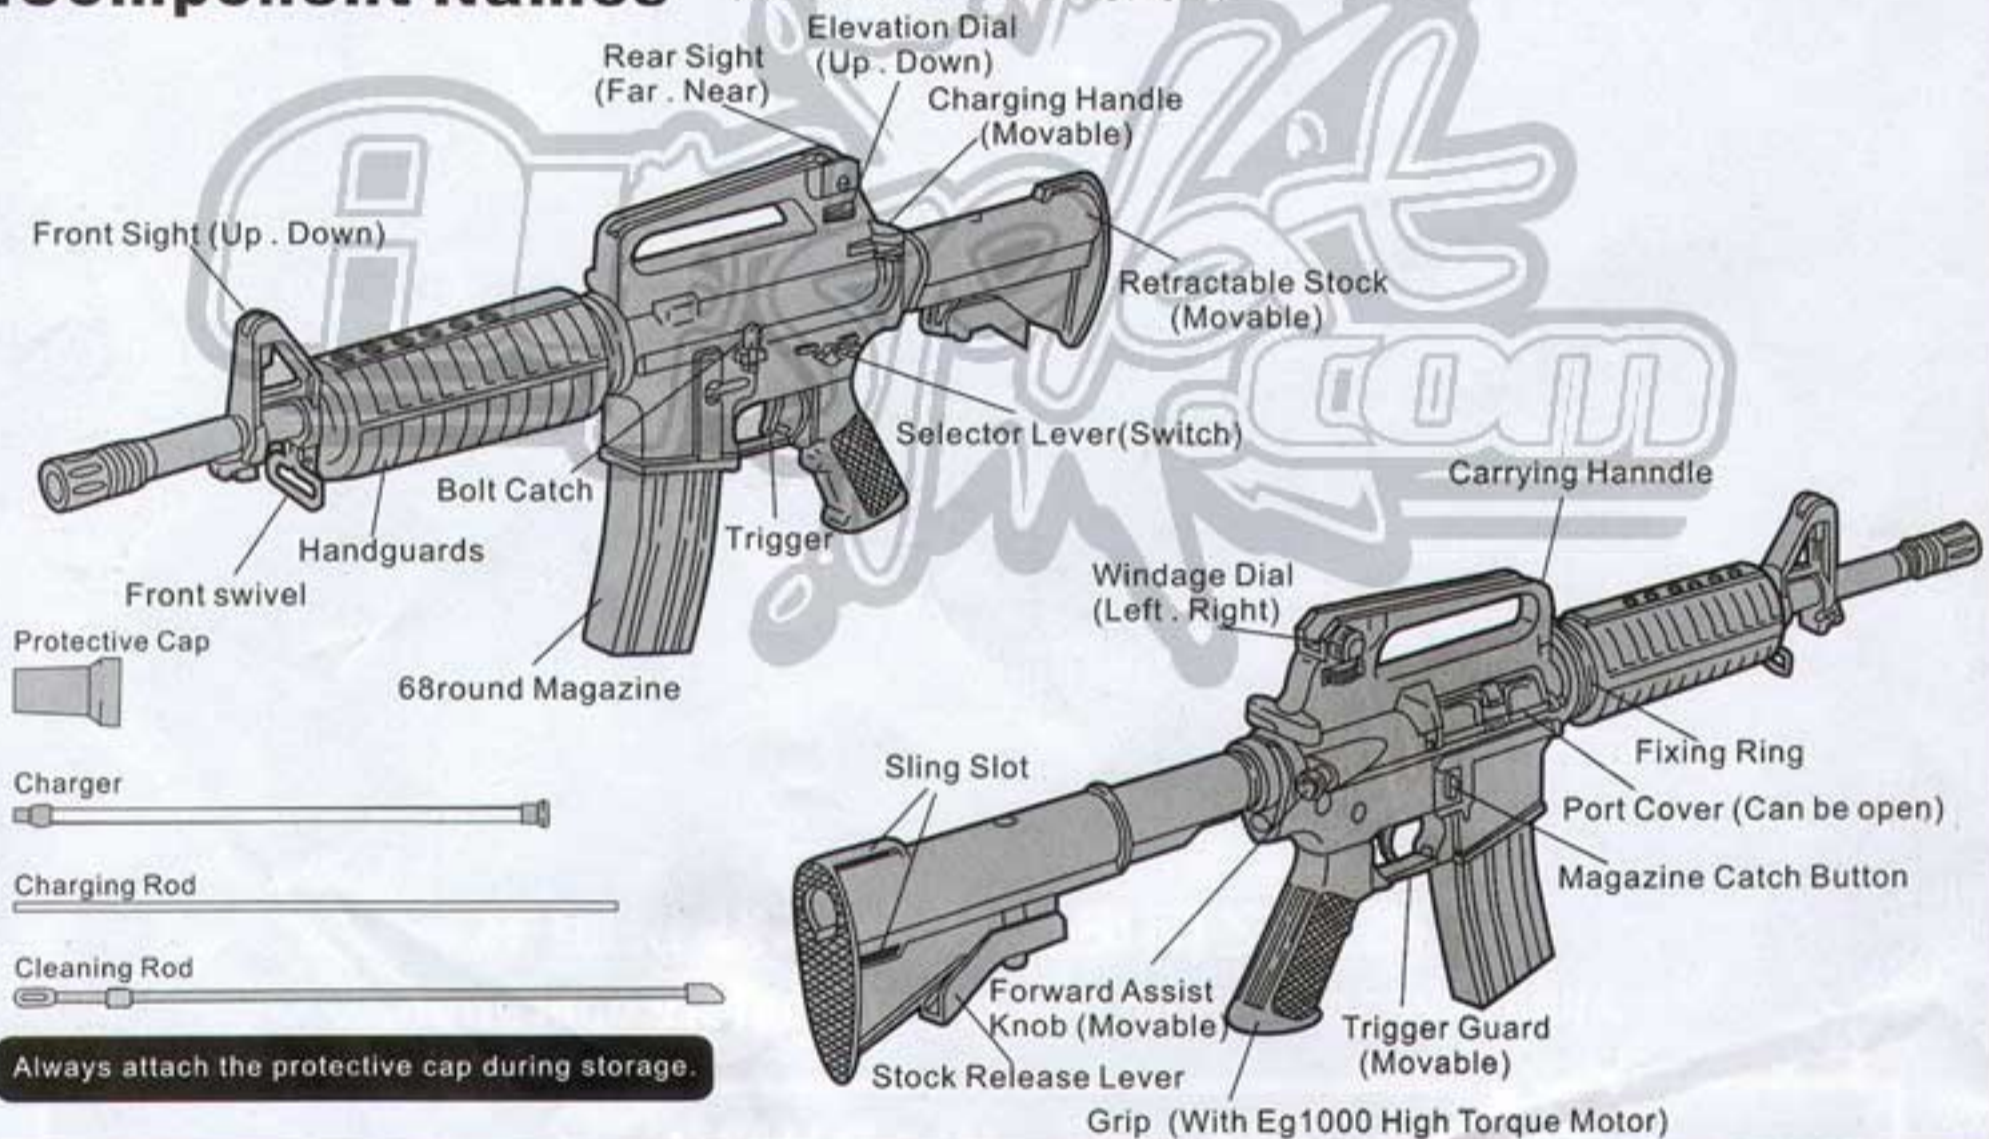 Component Names
Elevation Dial
(Up . Down)
Rear Sight
(Far . Near)
Charging Handle
(Movable)
Front Sight (Up . Down)
Retractable Stock
(Movable)
Selector Lever(Switch)
Bolt Catch
Trigger
Handguards
Front swivel
68round Magazine
Protective Cap
Charger
Charging Rod
Cleaning Rod
Always attach the protective cap during storage.
Carrying Hanndle
Windage Dial
(Left . Right)
Fixing Ring
Port Cover (Can be open)
Magazine Catch Button
Sling Slot
Forward Assist
Knob (Movable)
Trigger Guard
(Movable)
Stock Release Lever
Grip (With Eg1000 High Torque Motor)
.com